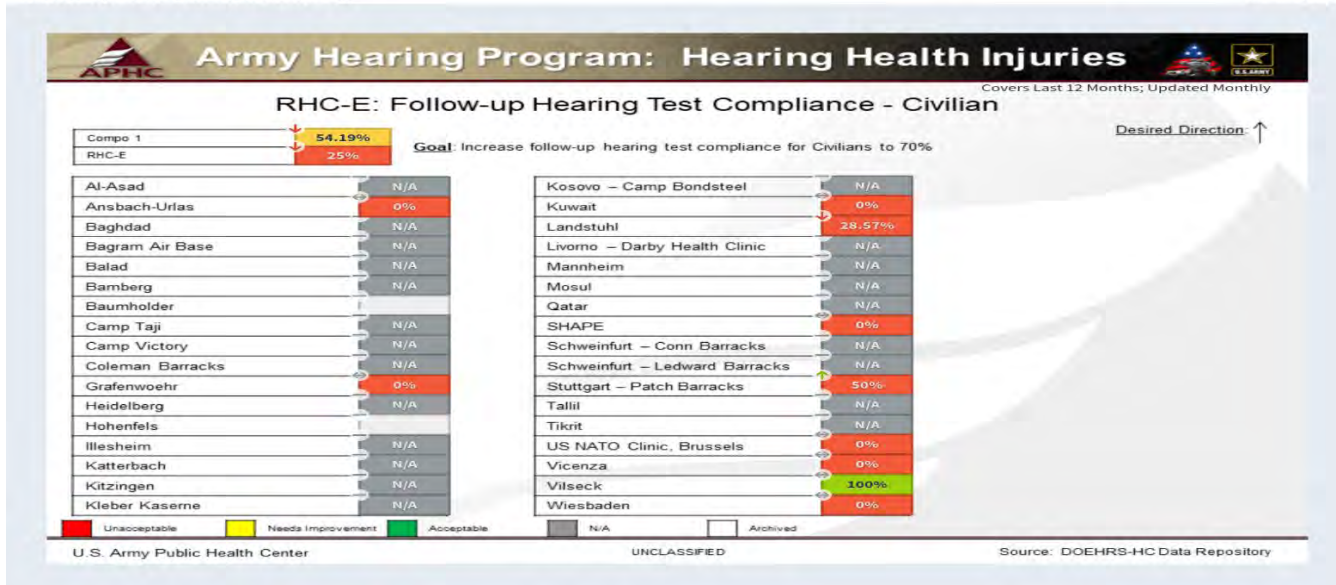 APHC
Army Hearing Program: Hearing Health Injuries
U.S.ARMY
Covers Last 12 Months; Updated Monthly
RHC-E: Follow-up Hearing Test Compliance - Civilian
Desired Direction:
Compo 1 54.19%
RHC-E 25%
Goal: Increase follow-up hearing test compliance for Civilians to 70%
Al-Asad N/A
Ansbach-Urlas 0%
Baghdad N/A
Bagram Air Base N/A
Balad N/A
Bamberg N/A
Baumholder
Camp Taji N/A
Camp Victory N/A
Coleman Barracks N/A
Grafenwoehr 0%
Heidelberg N/A
Hohenfels
Illesheim N/A
Katterbach N/A
Kitzingen N/A
Kleber Kaserne N/A
Kosovo – Camp Bondsteel N/A
Kuwait 0%
Landstuhl 28.57%
Livorno – Darby Health Clinic N/A
Mannheim N/A
Mosul N/A
Qatar N/A
SHAPE 0%
Schweinfurt – Conn Barracks N/A
Schweinfurt – Ledward Barracks N/A
Stuttgart – Patch Barracks 50%
Tallil N/A
Tikrit N/A
US NATO Clinic, Brussels 0%
Vicenza 0%
Vilseck 100%
Wiesbaden 0%
Unacceptable Needs Improvement Acceptable N/A Archived
U.S. Army Public Health Center UNCLASSIFIED Source: DOEHRS-HC Data Repository